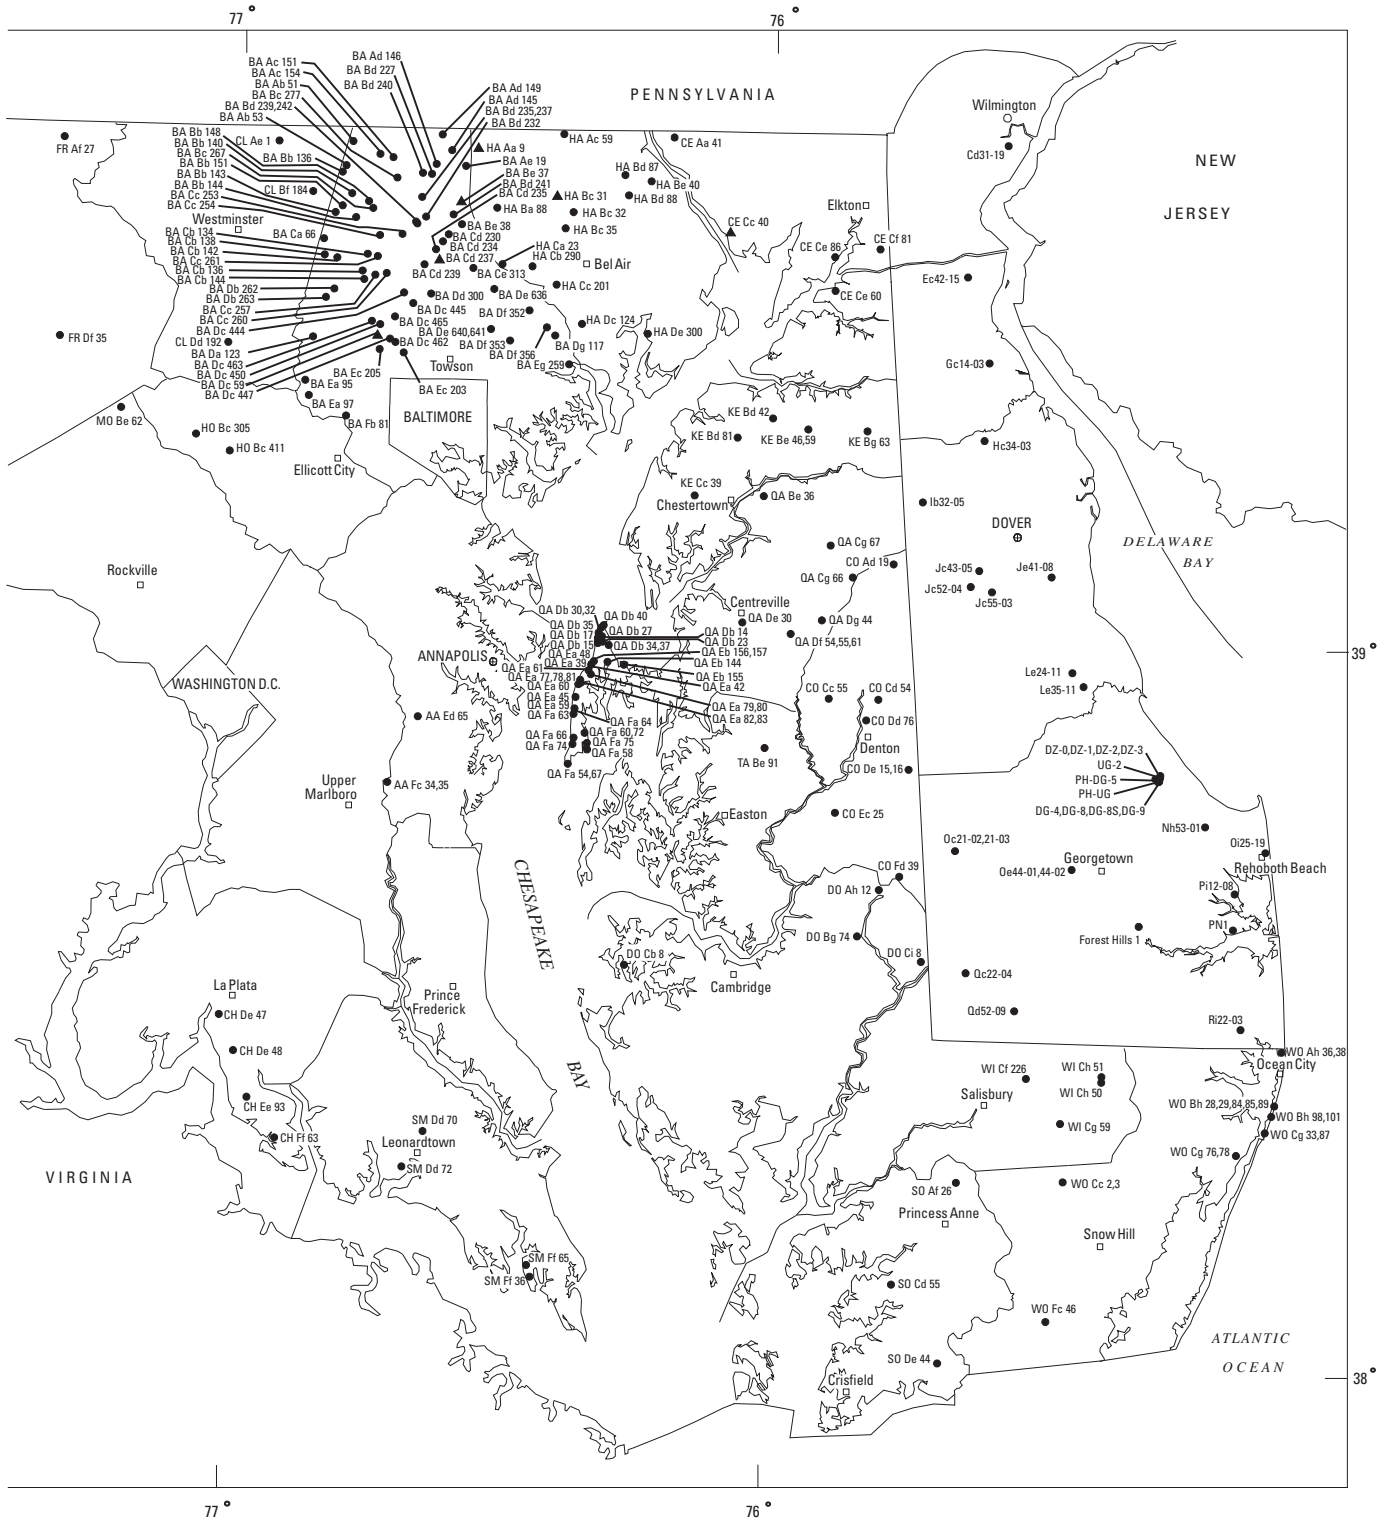 77°
76°
BA Ac 151
BA Ac 154
BA Ab 51
BA Bc 277
BA Bd 239,242
BA Ab 53
BA Ad 146
BA Bd 227
BA Bd 240
BA Ad 149
BA Ad 145
BA Bd 235,237
BA Bd 232
PENNSYLVANIA
Wilmington
Cd31-19
NEW
JERSEY
FR Af 27
CL Ae 1
BA Bb 148
BA Bb 140
BA Bc 267
BA Bb 151
BA Bb 143
BA Bb 144
BA Cc 253
BA Cc 254
BA Bb 136
CL Bf 184
Westminster
HA Aa 9
HA Ac 59
CE Aa 41
BA Ae 19
BA Be 37
BA Bd 241
BA Cd 235
HA Ba 88
HA Bc 31
HA Bd 87
HA Be 40
HA Bd 88
HA Bc 32
HA Bc 35
CE Cc 40
Elkton
CE Ce 86
CE Cf 81
CE Ce 60
Ec42-15
BA Ca 66
BA Cb 134
BA Cb 138
BA Cb 142
BA Cc 261
BA Cb 136
BA Cb 144
BA Db 262
BA Db 263
BA Cc 257
BA Cc 260
BA Dc 444
CL Dd 192
BA Da 123
BA Dc 463
BA Dc 450
BA Dc 59
BA Dc 447
BA Be 38
BA Cd 230
BA Cd 234
BA Cd 237
BA Cd 239
BA Ce 313
HA Ca 23
HA Cb 290
Bel Air
HA Cc 201
BA Dd 300
BA De 636
BA Dc 445
BA Df 352
BA Dc 465
BA De 640,641
BA Dc 462
BA Df 353
BA Df 356
HA Dc 124
HA De 300
BA Dg 117
BA Eg 259
FR Df 35
BA Ec 205
Towson
BA Ec 203
BA Ea 95
BA Ea 97
BA Fb 81
BALTIMORE
Gc14-03
MO Be 62
HO Bc 305
HO Bc 411
Ellicott City
KE Bd 42
KE Bd 81
KE Be 46,59
KE Bg 63
Hc34-03
KE Cc 39
Chestertown
QA Be 36
Ib32-05
DOVER
DELAWARE
BAY
QA Cg 67
CO Ad 19
QA Cg 66
Jc43-05
Je41-08
Jc52-04
Jc55-03
Rockville
Centreville
QA De 30
QA Dg 44
QA Df 54,55,61
QA Db 30,32
QA Db 40
QA Db 35
QA Db 27
QA Db 17
QA Db 15
QA Db 34,37
QA Db 14
QA Db 23
QA Eb 156,157
QA Eb 144
QA Eb 155
QA Ea 42
QA Ea 48
QA Ea 39
QA Ea 61
QA Ea 77,78,81
QA Ea 60
QA Ea 45
QA Ea 59
QA Fa 63
QA Ea 79,80
QA Ea 82,83
QA Fa 64
QA Fa 66
QA Fa 60,72
QA Fa 74
QA Fa 75
QA Fa 58
QA Fa 54,67
ANNAPOLIS
39°
WASHINGTON D.C.
AA Ed 65
CO Cc 55
CO Cd 54
CO Dd 76
Denton
TA Be 91
CO De 15,16
Le24-11
Le35-11
DZ-0,DZ-1,DZ-2,DZ-3
UG-2
PH-DG-5
PH-UG
DG-4,DG-8,DG-8S,DG-9
Upper
Marlboro
AA Fc 34,35
Easton
CO Ec 25
Nh53-01
Oc21-02,21-03
Georgetown
Oe44-01,44-02
Oi25-19
Rehoboth Beach
Pi12-08
CHESAPEAKE
CO Fd 39
DO Ah 12
DO Bg 74
DO Ci 8
DO Cb 8
Cambridge
Forest Hills 1
PN1
Qc22-04
Qd52-09
Ri22-03
La Plata
CH De 47
Prince
Frederick
CH De 48
BAY
WO Ah 36,38
Ocean City
WI Cf 226
WI Ch 51
WI Ch 50
Salisbury
WO Bh 28,29,84,85,89
WO Bh 98,101
WI Cg 59
WO Cg 33,87
WO Cg 76,78
CH Ee 93
CH Ff 63
SM Dd 70
Leonardtown
SM Dd 72
VIRGINIA
SO Af 26
WO Cc 2,3
Princess Anne
Snow Hill
SM Ff 65
SM Ff 36
SO Cd 55
WO Fc 46
ATLANTIC
OCEAN
SO De 44
Crisfield
38°
77°
76°